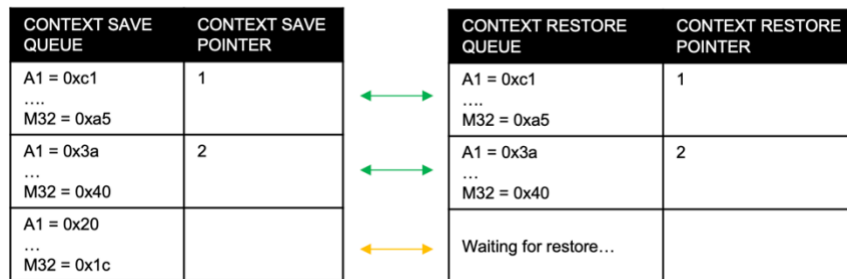 CONTEXT SAVE QUEUE
CONTEXT SAVE POINTER
A1 = 0xc1
....
M32 = 0xa5
1
A1 = 0x3a
...
M32 = 0x40
2
A1 = 0x20
...
M32 = 0x1c
CONTEXT RESTORE QUEUE
CONTEXT RESTORE POINTER
A1 = 0xc1
....
M32 = 0xa5
1
A1 = 0x3a
...
M32 = 0x40
2
Waiting for restore...